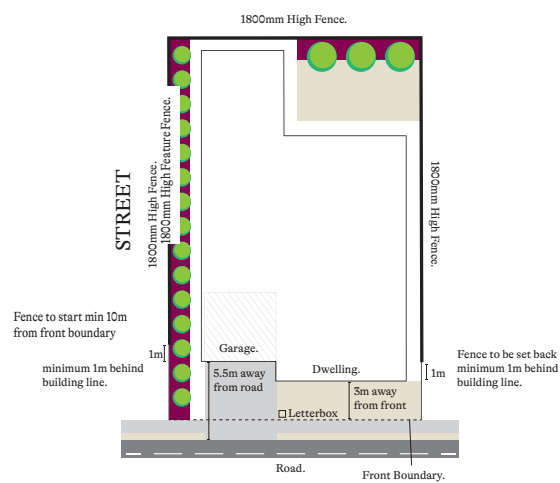 1800mm High Fence.
STREET
1800mm High Fence.
1800mm High Feature Fence.
1800mm High Fence.
Fence to start min 10m
from front boundary
1m
minimum 1m behind
building line.
Garage.
5.5m away
from road
Dwelling.
3m away
from front
Letterbox
1m
Fence to be set back
minimum 1m behind
building line.
Road.
Front Boundary.